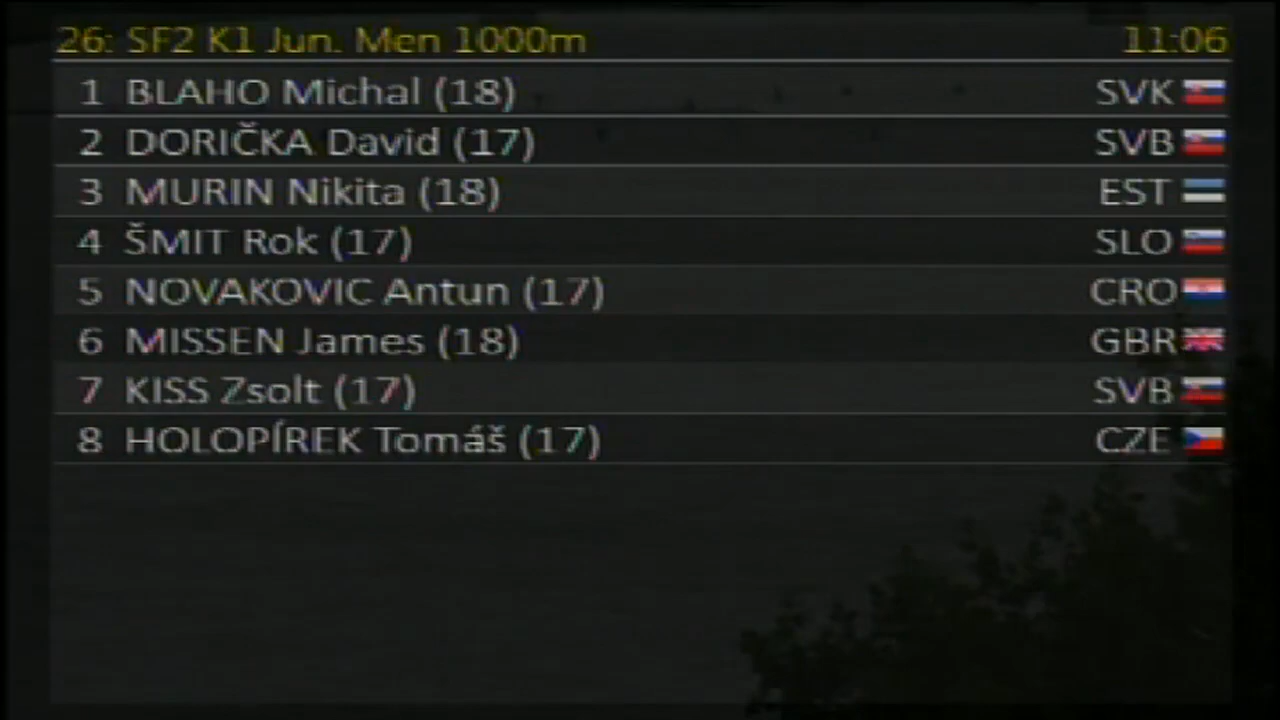 26: SF2 K1 Jun. Men 1000m 11:06
1 BLAHO Michal (18) SVK
2 DORIČKA David (17) SVB
3 MURIN Nikita (18) EST
4 ŠMIT Rok (17) SLO
5 NOVAKOVIC Antun (17) CRO
6 MISSEN James (18) GBR
7 KISS Zsolt (17) SVB
8 HOLOPÍREK Tomáš (17) CZE